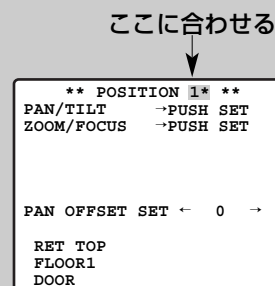 ここに合わせる
** POSITION 1* **
PAN/TILT →PUSH SET
ZOOM/FOCUS →PUSH SET
PAN OFFSET SET ← 0 →
RET TOP
FLOOR1
DOOR